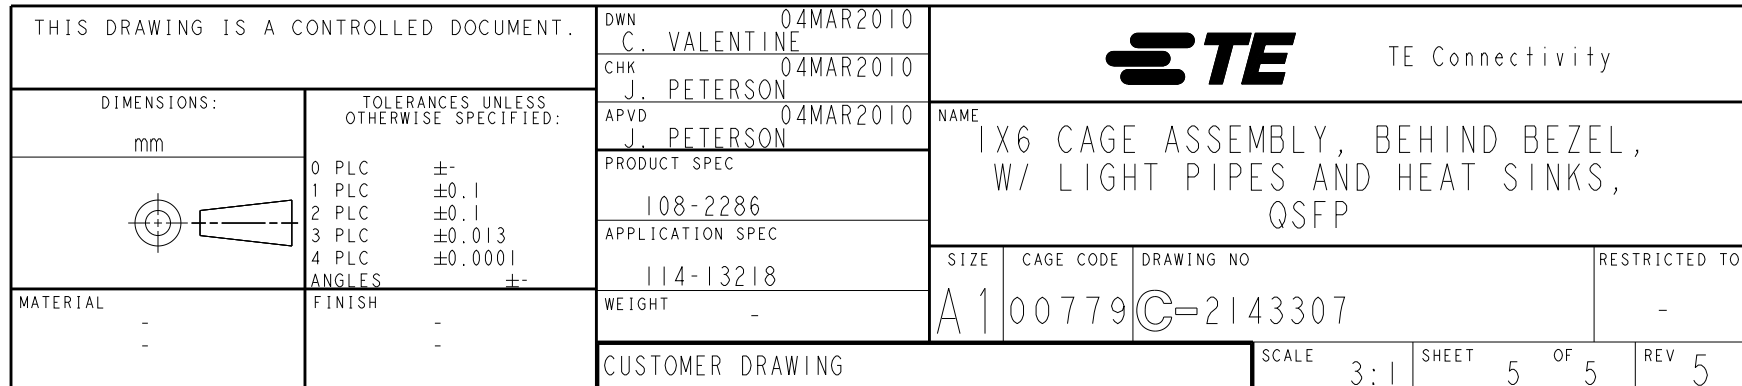 THIS DRAWING IS A CONTROLLED DOCUMENT.
DIMENSIONS:
mm
TOLERANCES UNLESS
OTHERWISE SPECIFIED:
0 PLC ±-
1 PLC ±0.1
2 PLC ±0.1
3 PLC ±0.013
4 PLC ±0.0001
ANGLES ±-
MATERIAL
-
-
FINISH
-
-
DWN 04MAR2010
C. VALENTINE
CHK 04MAR2010
J. PETERSON
APVD 04MAR2010
J. PETERSON
PRODUCT SPEC
108-2286
APPLICATION SPEC
114-13218
WEIGHT -
CUSTOMER DRAWING
TE TE Connectivity
NAME
1X6 CAGE ASSEMBLY, BEHIND BEZEL,
W/ LIGHT PIPES AND HEAT SINKS,
QSFP
SIZE CAGE CODE DRAWING NO RESTRICTED TO
A1 00779 C-2143307 -
SCALE 3:1 SHEET 5 OF 5 REV 5